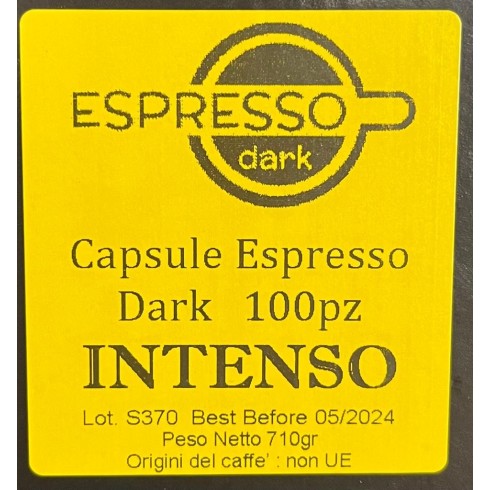 ESPRESSO
dark
Capsule Espresso
Dark 100pz
INTENSO
Lot. S370 Best Before 05/2024
Peso Netto 710gr
Origini del caffe' : non UE